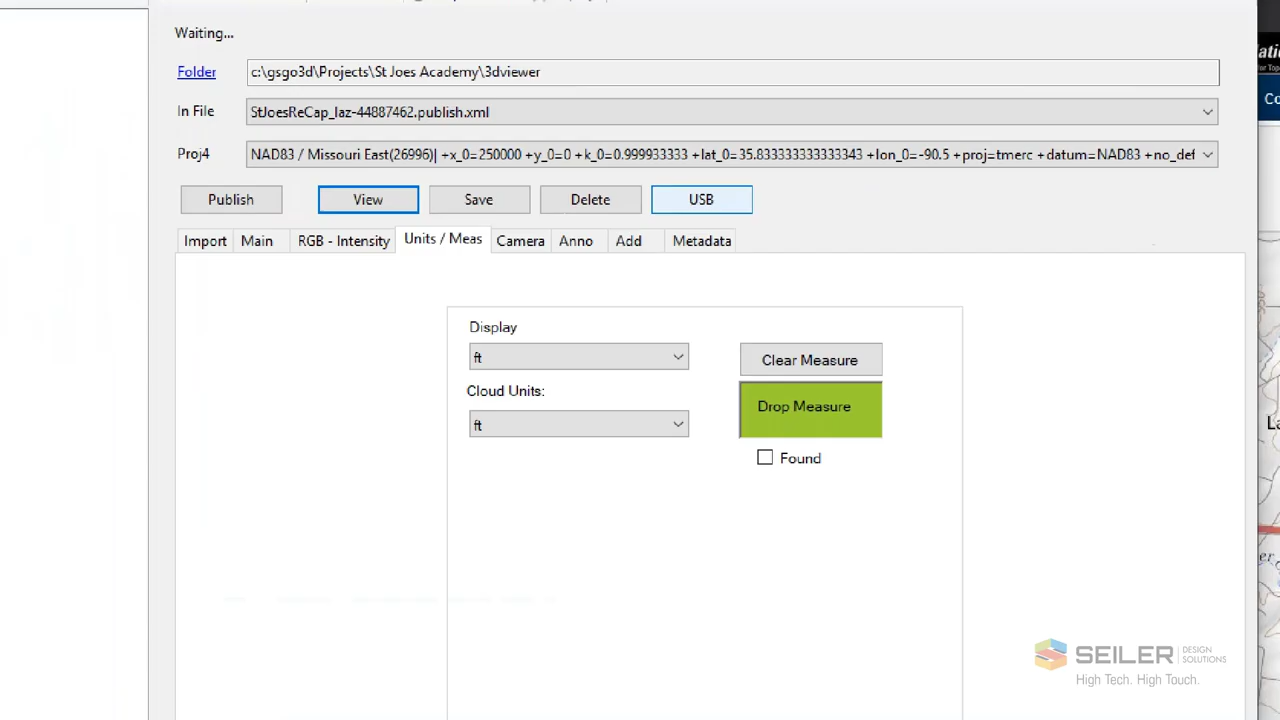 Waiting...
Folder
c:\gsgo3d\Projects\St Joes Academy\3dviewer
In File
StJoesReCap_laz-44887462.publish.xml
Proj4
NAD83 / Missouri East(26996)| +x_0=250000 +y_0=0 +k_0=0.999933333 +lat_0=35.833333333333343 +lon_0=-90.5 +proj=tmerc +datum=NAD83 +no_def
Publish
View
Save
Delete
USB
Import
Main
RGB - Intensity
Units / Meas
Camera
Anno
Add
Metadata
Display
ft
Clear Measure
Cloud Units:
Drop Measure
ft
Found
SEILER DESIGN SOLUTIONS
High Tech. High Touch.